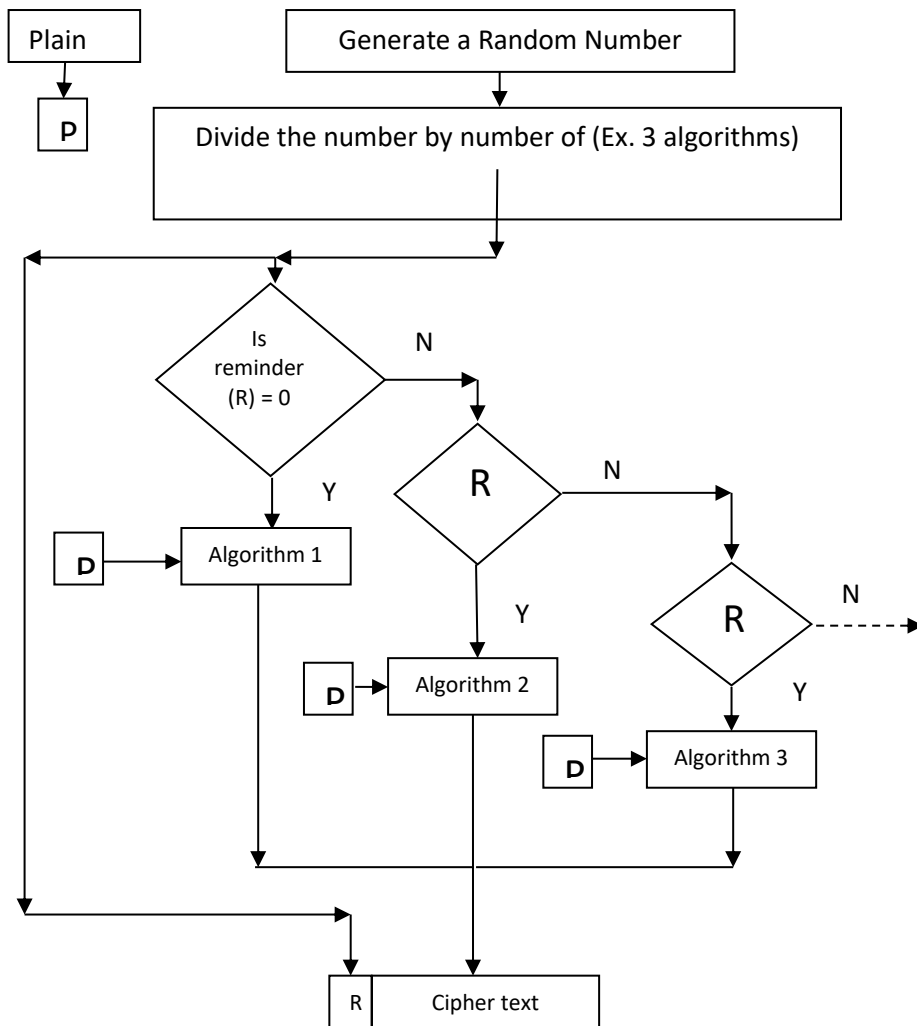 Plain
Generate a Random Number
P
Divide the number by number of (Ex. 3 algorithms)
Is
reminder
(R) = 0
N
R
N
Y
D
Algorithm 1
R
N
Y
D
Algorithm 2
Y
D
Algorithm 3
R
Cipher text